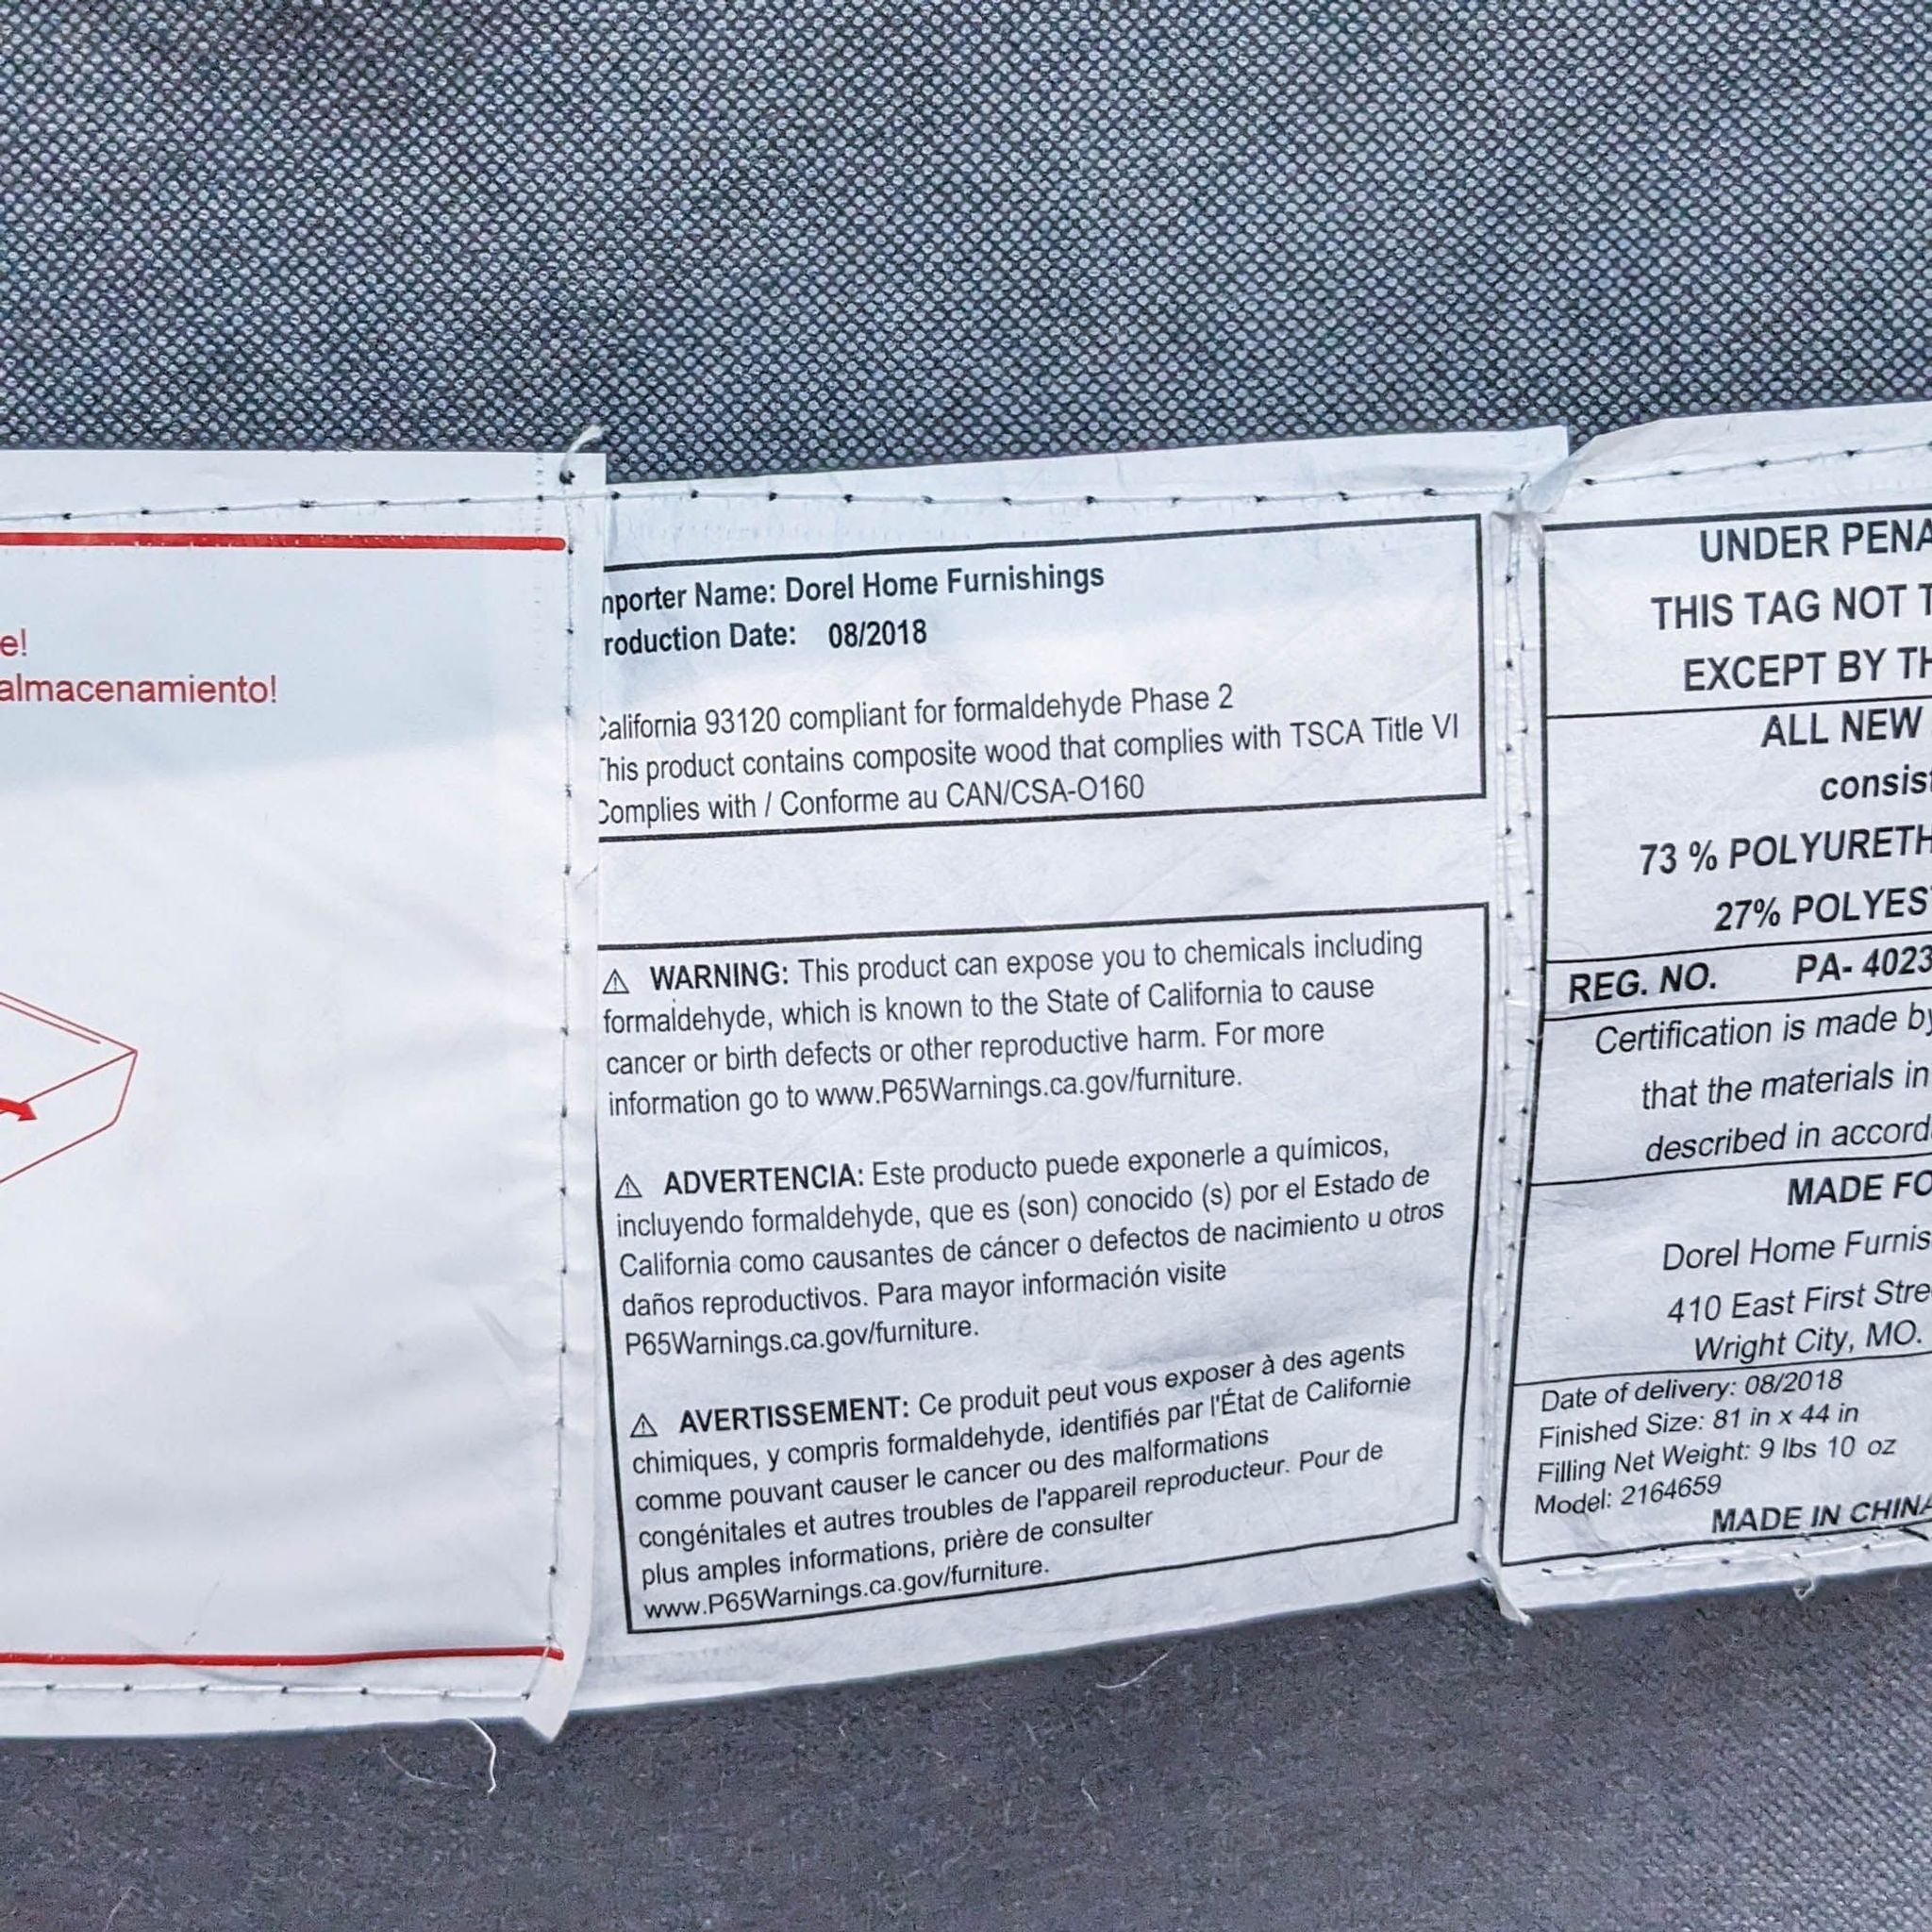 e!
almacenamiento!
nporter Name: Dorel Home Furnishings
roduction Date: 08/2018
California 93120 compliant for formaldehyde Phase 2
This product contains composite wood that complies with TSCA Title VI
Complies with / Conforme au CAN/CSA-O160
⚠ WARNING: This product can expose you to chemicals including
formaldehyde, which is known to the State of California to cause
cancer or birth defects or other reproductive harm. For more
information go to www.P65Warnings.ca.gov/furniture.
⚠ ADVERTENCIA: Este producto puede exponerle a químicos,
incluyendo formaldehyde, que es (son) conocido (s) por el Estado de
California como causantes de cáncer o defectos de nacimiento u otros
daños reproductivos. Para mayor información visite
P65Warnings.ca.gov/furniture.
⚠ AVERTISSEMENT: Ce produit peut vous exposer à des agents
chimiques, y compris formaldehyde, identifiés par l'État de Californie
comme pouvant causer le cancer ou des malformations
congénitales et autres troubles de l'appareil reproducteur. Pour de
plus amples informations, prière de consulter
www.P65Warnings.ca.gov/furniture.
UNDER PENA
THIS TAG NOT T
EXCEPT BY TH
ALL NEW
consis
73 % POLYURETH
27% POLYES
REG. NO. PA- 4023
Certification is made by
that the materials in
described in accord
MADE FO
Dorel Home Furnis
410 East First Stre
Wright City, MO.
Date of delivery: 08/2018
Finished Size: 81 in x 44 in
Filling Net Weight: 9 lbs 10 oz
Model: 2164659
MADE IN CHINA